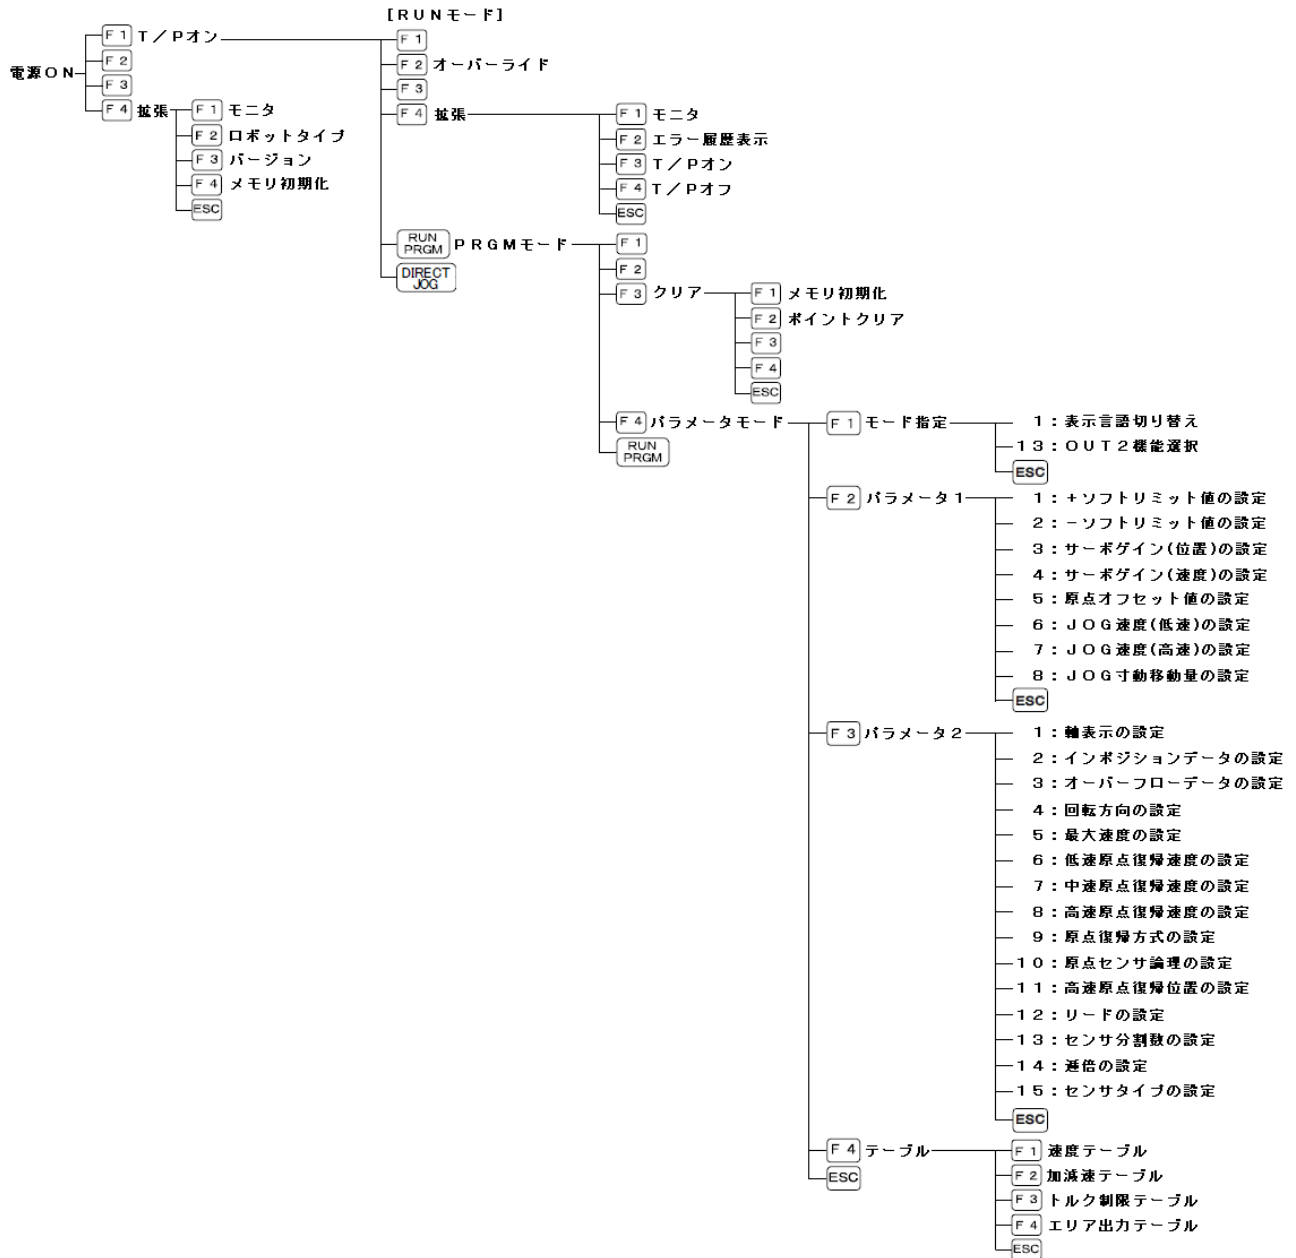 [RUNモード]
F1 T/Pオン F1
F2 F2 オーバーライド
電源ON
F3 F3
F4 拡張 F1 モニタ F4 拡張 F1 モニタ
F2 ロボットタイプ F2 エラー履歴表示
F3 バージョン F3 T/Pオン
F4 メモリ初期化 F4 T/Pオフ
ESC ESC
RUN PRGM PRGMモード F1
DIRECT JOG F2
F3 クリア F1 メモリ初期化
F2 ポイントクリア
F3
F4
ESC
F4 パラメータモード F1 モード指定 1:表示言語切り替え
RUN PRGM 13:OUT2機能選択
ESC
F2 パラメータ1 1:+ソフトリミット値の設定
2:-ソフトリミット値の設定
3:サーボゲイン(位置)の設定
4:サーボゲイン(速度)の設定
5:原点オフセット値の設定
6:JOG速度(低速)の設定
7:JOG速度(高速)の設定
8:JOG寸動移動量の設定
ESC
F3 パラメータ2 1:軸表示の設定
2:インポジションデータの設定
3:オーバーフローデータの設定
4:回転方向の設定
5:最大速度の設定
6:低速原点復帰速度の設定
7:中速原点復帰速度の設定
8:高速原点復帰速度の設定
9:原点復帰方式の設定
10:原点センサ論理の設定
11:高速原点復帰位置の設定
12:リードの設定
13:センサ分割数の設定
14:逓倍の設定
15:センサタイプの設定
ESC
F4 テーブル F1 速度テーブル
ESC F2 加減速テーブル
F3 トルク制限テーブル
F4 エリア出力テーブル
ESC